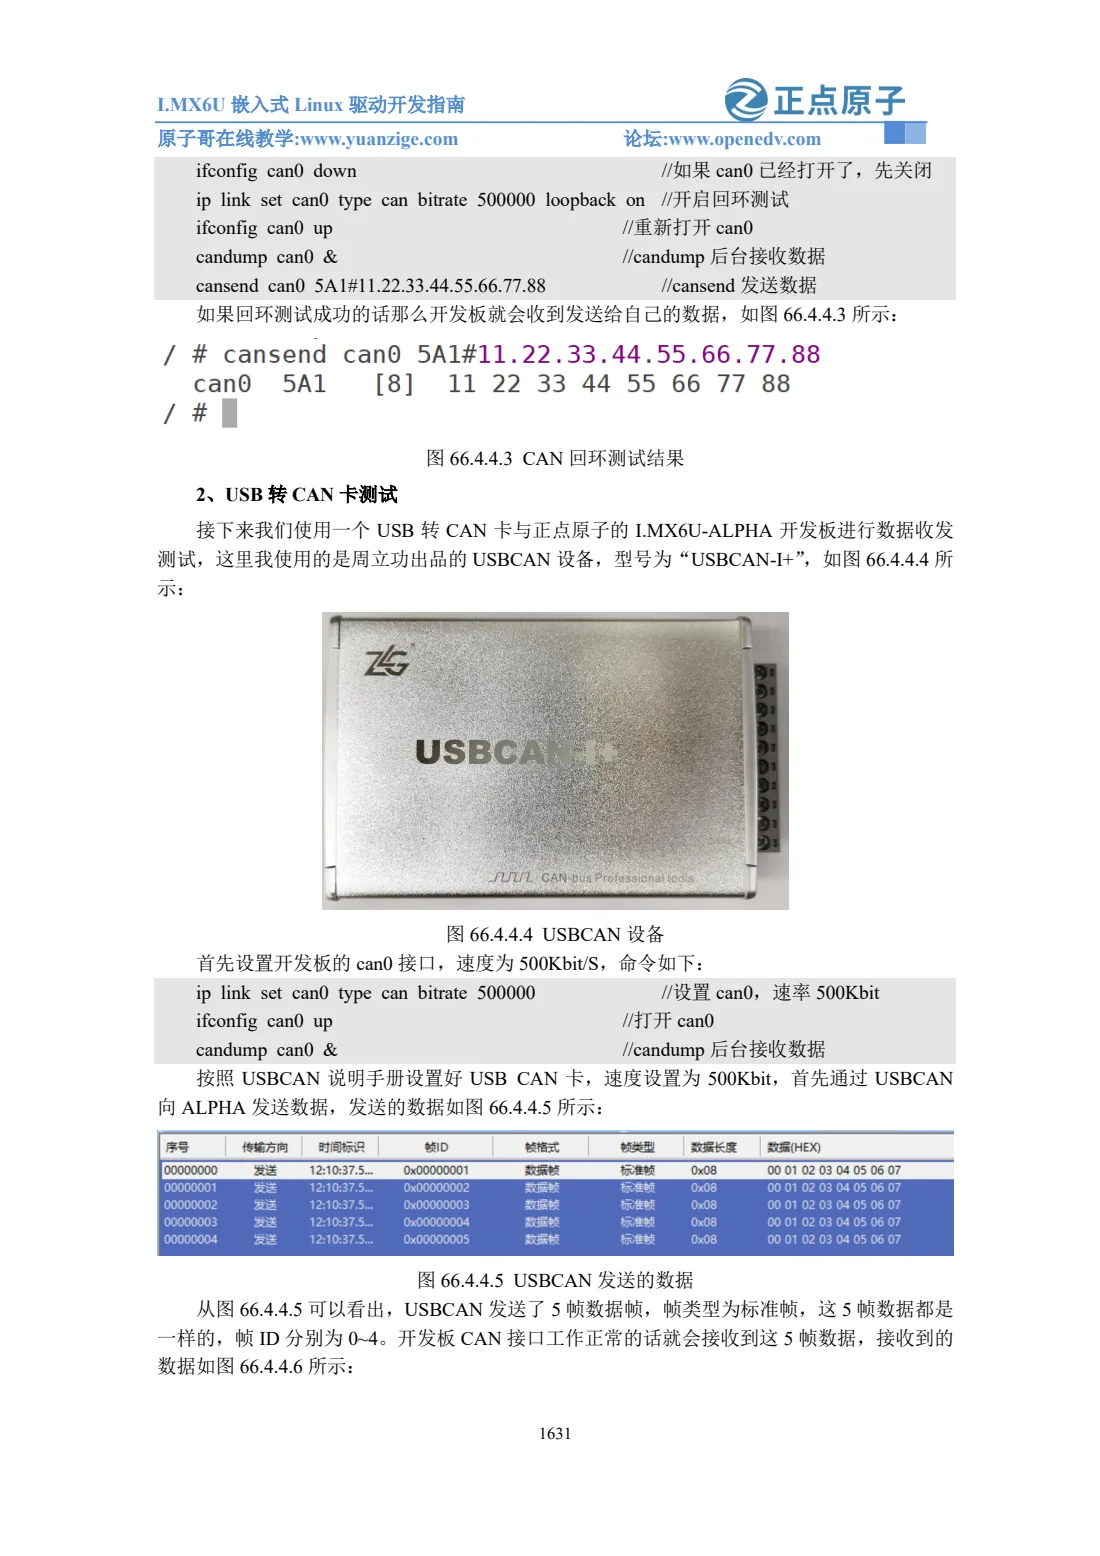 I.MX6U 嵌入式 Linux 驱动开发指南
正点原子
原子哥在线教学:www.yuanzige.com 论坛:www.openedv.com
ifconfig can0 down //如果 can0 已经打开了，先关闭
ip link set can0 type can bitrate 500000 loopback on //开启回环测试
ifconfig can0 up //重新打开 can0
candump can0 & //candump 后台接收数据
cansend can0 5A1#11.22.33.44.55.66.77.88 //cansend 发送数据
如果回环测试成功的话那么开发板就会收到发送给自己的数据，如图 66.4.4.3 所示：
/ # cansend can0 5A1#11.22.33.44.55.66.77.88
can0 5A1 [8] 11 22 33 44 55 66 77 88
/ #
图 66.4.4.3 CAN 回环测试结果
2、USB 转 CAN 卡测试
接下来我们使用一个 USB 转 CAN 卡与正点原子的 I.MX6U-ALPHA 开发板进行数据收发
测试，这里我使用的是周立功出品的 USBCAN 设备，型号为“USBCAN-I+”，如图 66.4.4.4 所
示：
ZLG
USBCAN-I+
CAN-bus Professional tools
图 66.4.4.4 USBCAN 设备
首先设置开发板的 can0 接口，速度为 500Kbit/S，命令如下：
ip link set can0 type can bitrate 500000 //设置 can0，速率 500Kbit
ifconfig can0 up //打开 can0
candump can0 & //candump 后台接收数据
按照 USBCAN 说明手册设置好 USB CAN 卡，速度设置为 500Kbit，首先通过 USBCAN
向 ALPHA 发送数据，发送的数据如图 66.4.4.5 所示：
序号 传输方向 时间标识 帧ID 帧格式 帧类型 数据长度 数据(HEX)
00000000 发送 12:10:37.5... 0x00000001 数据帧 标准帧 0x08 00 01 02 03 04 05 06 07
00000001 发送 12:10:37.5... 0x00000002 数据帧 标准帧 0x08 00 01 02 03 04 05 06 07
00000002 发送 12:10:37.5... 0x00000003 数据帧 标准帧 0x08 00 01 02 03 04 05 06 07
00000003 发送 12:10:37.5... 0x00000004 数据帧 标准帧 0x08 00 01 02 03 04 05 06 07
00000004 发送 12:10:37.5... 0x00000005 数据帧 标准帧 0x08 00 01 02 03 04 05 06 07
图 66.4.4.5 USBCAN 发送的数据
从图 66.4.4.5 可以看出，USBCAN 发送了 5 帧数据帧，帧类型为标准帧，这 5 帧数据都是
一样的，帧 ID 分别为 0~4。开发板 CAN 接口工作正常的话就会接收到这 5 帧数据，接收到的
数据如图 66.4.4.6 所示：
1631